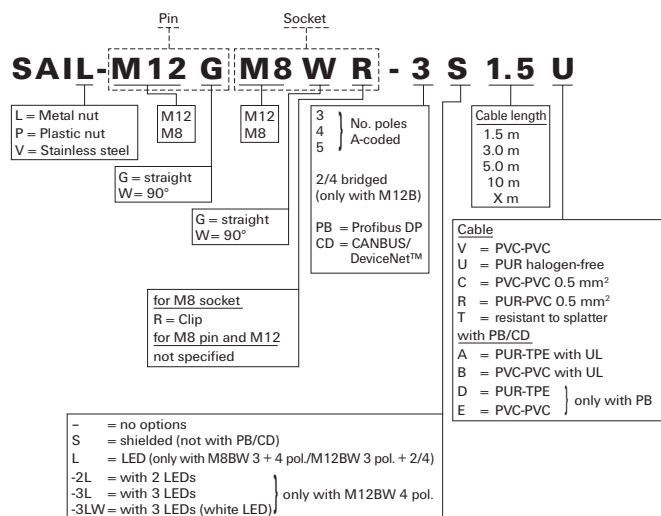 Pin Socket
SAIL-M12 G M8 W R - 3 S 1.5 U
L = Metal nut
P = Plastic nut
V = Stainless steel
M12
M8
M12
M8
G = straight
W= 90°
G = straight
W= 90°
for M8 socket
R = Clip
for M8 pin and M12
not specified
3
4
5
No. poles
A-coded
2/4 bridged
(only with M12B)
PB = Profibus DP
CD = CANBUS/
DeviceNet™
Cable length
1.5 m
3.0 m
5.0 m
10 m
X m
Cable
V = PVC-PVC
U = PUR halogen-free
C = PVC-PVC 0.5 mm²
R = PUR-PVC 0.5 mm²
T = resistant to splatter
with PB/CD
A = PUR-TPE with UL
B = PVC-PVC with UL
D = PUR-TPE
E = PVC-PVC
only with PB
– = no options
S = shielded (not with PB/CD)
L = LED (only with M8BW 3 + 4 pol./M12BW 3 pol. + 2/4)
-2L = with 2 LEDs
-3L = with 3 LEDs
-3LW = with 3 LEDs (white LED)
only with M12BW 4 pol.